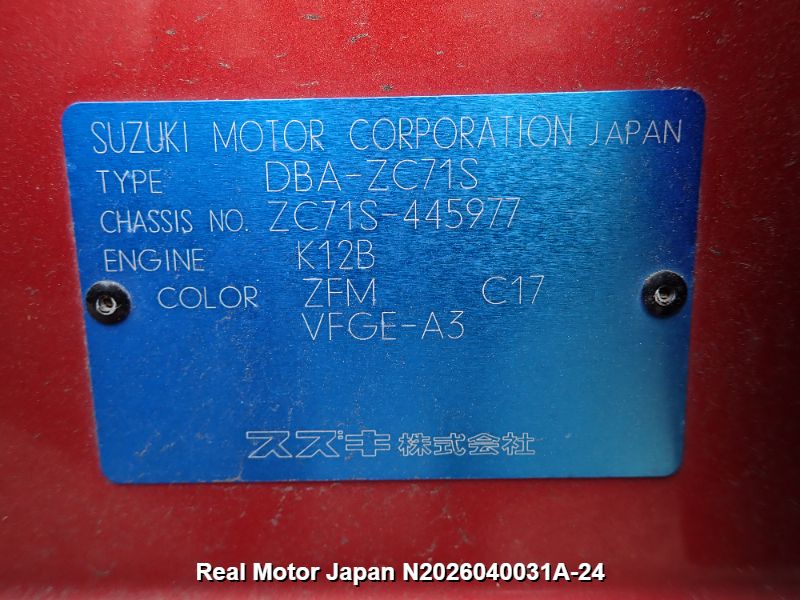 SUZUKI MOTOR CORPORATION JAPAN
TYPE DBA-ZC71S
CHASSIS NO. ZC71S-445977
ENGINE K12B
COLOR ZFM C17
VFGE-A3
スズキ株式会社
Real Motor Japan N2026040031A-24